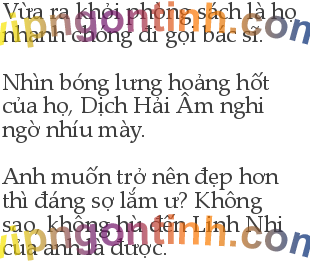 Vừa ra khỏi phòng sách là họ
nhanh chóng đi gọi bác sĩ.
Nhìn bóng lưng hoảng hốt
của họ, Dịch Hải Âm nghi
ngờ nhíu mày.
Anh muốn trở nên đẹp hơn
thì đáng sợ lắm ư? Không
sao, không hù đến Linh Nhi
của anh là được.